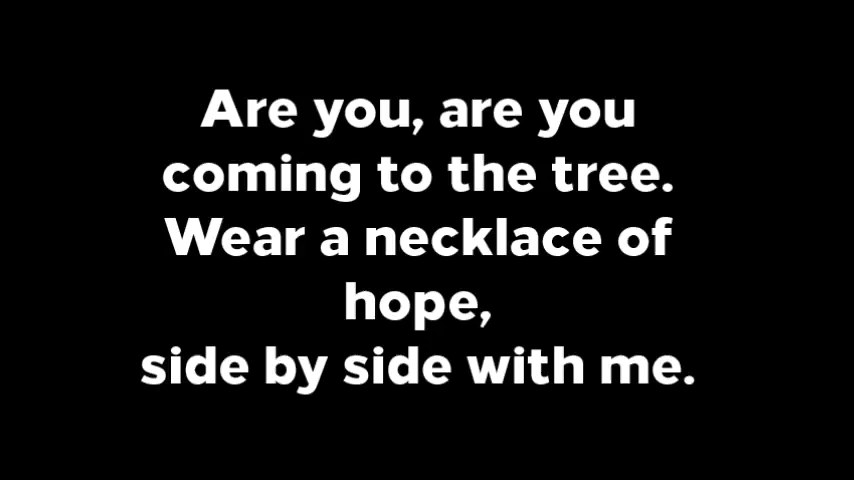 Are you, are you
coming to the tree.
Wear a necklace of
hope,
side by side with me.